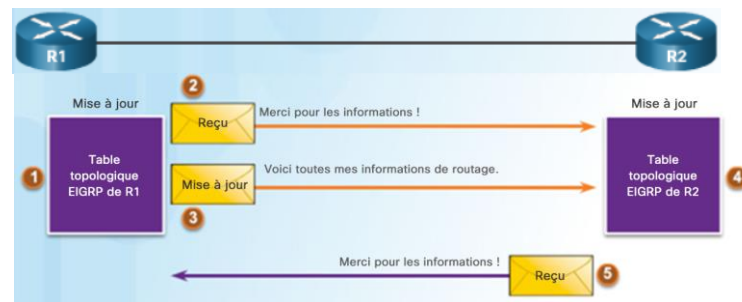 R1
R2
Mise à jour
2
Reçu
Merci pour les informations !
Mise à jour
1
Table
topologique
EIGRP de R1
Mise à jour
3
Voici toutes mes informations de routage.
Table
topologique
EIGRP de R2
4
Merci pour les informations !
Reçu
5